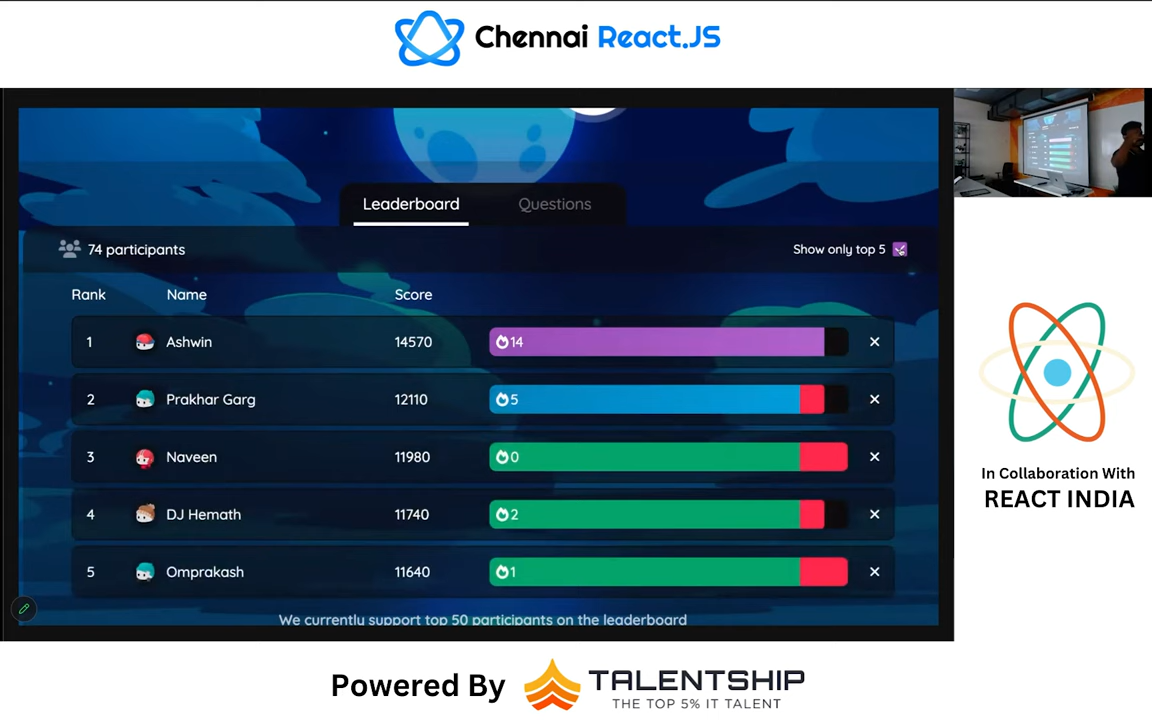 Chennai React.JS
Leaderboard Questions
74 participants Show only top 5
Rank Name Score
1 Ashwin 14570 14
2 Prakhar Garg 12110 5
3 Naveen 11980 0
4 DJ Hemath 11740 2
5 Omprakash 11640 1
We currently support top 50 participants on the leaderboard
In Collaboration With
REACT INDIA
Powered By TALENTSHIP
THE TOP 5% IT TALENT